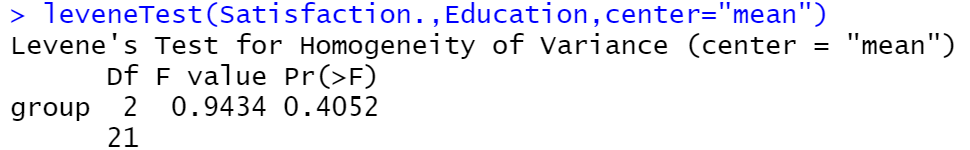 > leveneTest(Satisfaction.,Education,center="mean")
Levene's Test for Homogeneity of Variance (center = "mean")
Df F value Pr(>F)
group 2 0.9434 0.4052
21